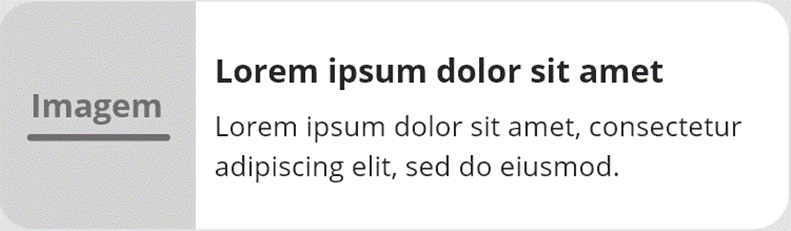 Imagem
Lorem ipsum dolor sit amet
Lorem ipsum dolor sit amet, consectetur
adipiscing elit, sed do eiusmod.